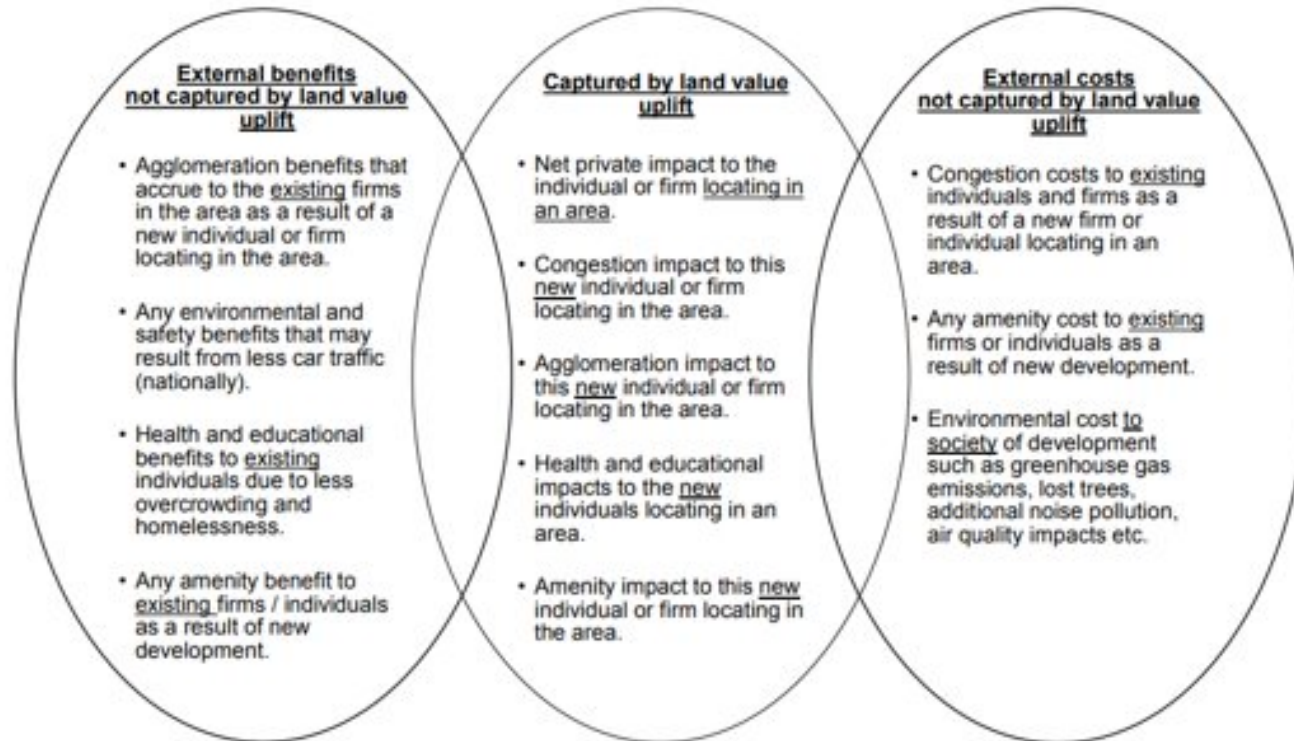 External benefits
not captured by land value
uplift
• Agglomeration benefits that
accrue to the existing firms
in the area as a result of a
new individual or firm
locating in the area.
• Any environmental and
safety benefits that may
result from less car traffic
(nationally).
• Health and educational
benefits to existing
individuals due to less
overcrowding and
homelessness.
• Any amenity benefit to
existing firms / individuals
as a result of new
development.
Captured by land value
uplift
• Net private impact to the
individual or firm locating in
an area.
• Congestion impact to this
new individual or firm
locating in the area.
• Agglomeration impact to
this new individual or firm
locating in the area.
• Health and educational
impacts to the new
individuals locating in an
area.
• Amenity impact to this new
individual or firm locating in
the area.
External costs
not captured by land value
uplift
• Congestion costs to existing
individuals and firms as a
result of a new firm or
individual locating in an
area.
• Any amenity cost to existing
firms or individuals as a
result of new development.
• Environmental cost to
society of development
such as greenhouse gas
emissions, lost trees,
additional noise pollution,
air quality impacts etc.